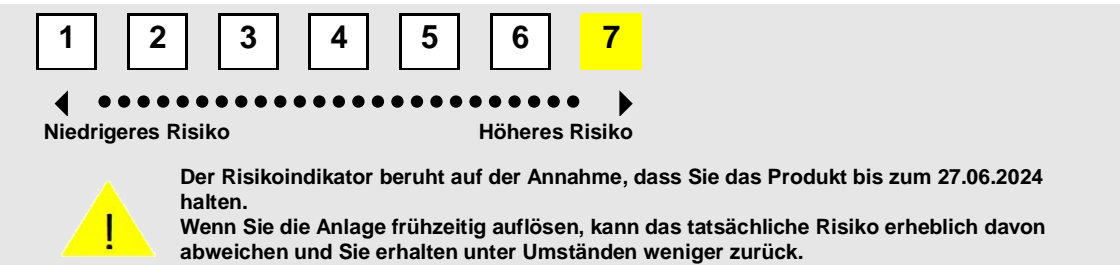 1 2 3 4 5 6 7
Niedrigeres Risiko Höheres Risiko
Der Risikoindikator beruht auf der Annahme, dass Sie das Produkt bis zum 27.06.2024
halten.
Wenn Sie die Anlage frühzeitig auflösen, kann das tatsächliche Risiko erheblich davon
abweichen und Sie erhalten unter Umständen weniger zurück.
!